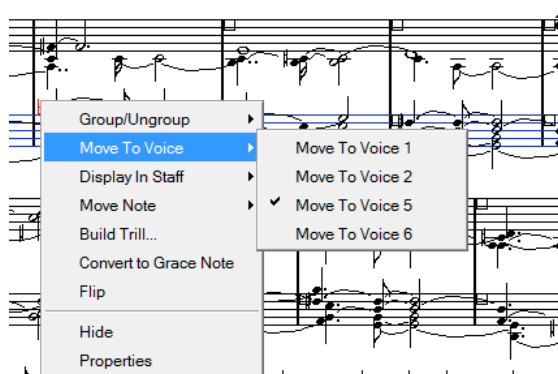 Group/Ungroup
Move To Voice
Display In Staff
Move Note
Build Trill...
Convert to Grace Note
Flip
Hide
Properties
Move To Voice 1
Move To Voice 2
Move To Voice 5
Move To Voice 6